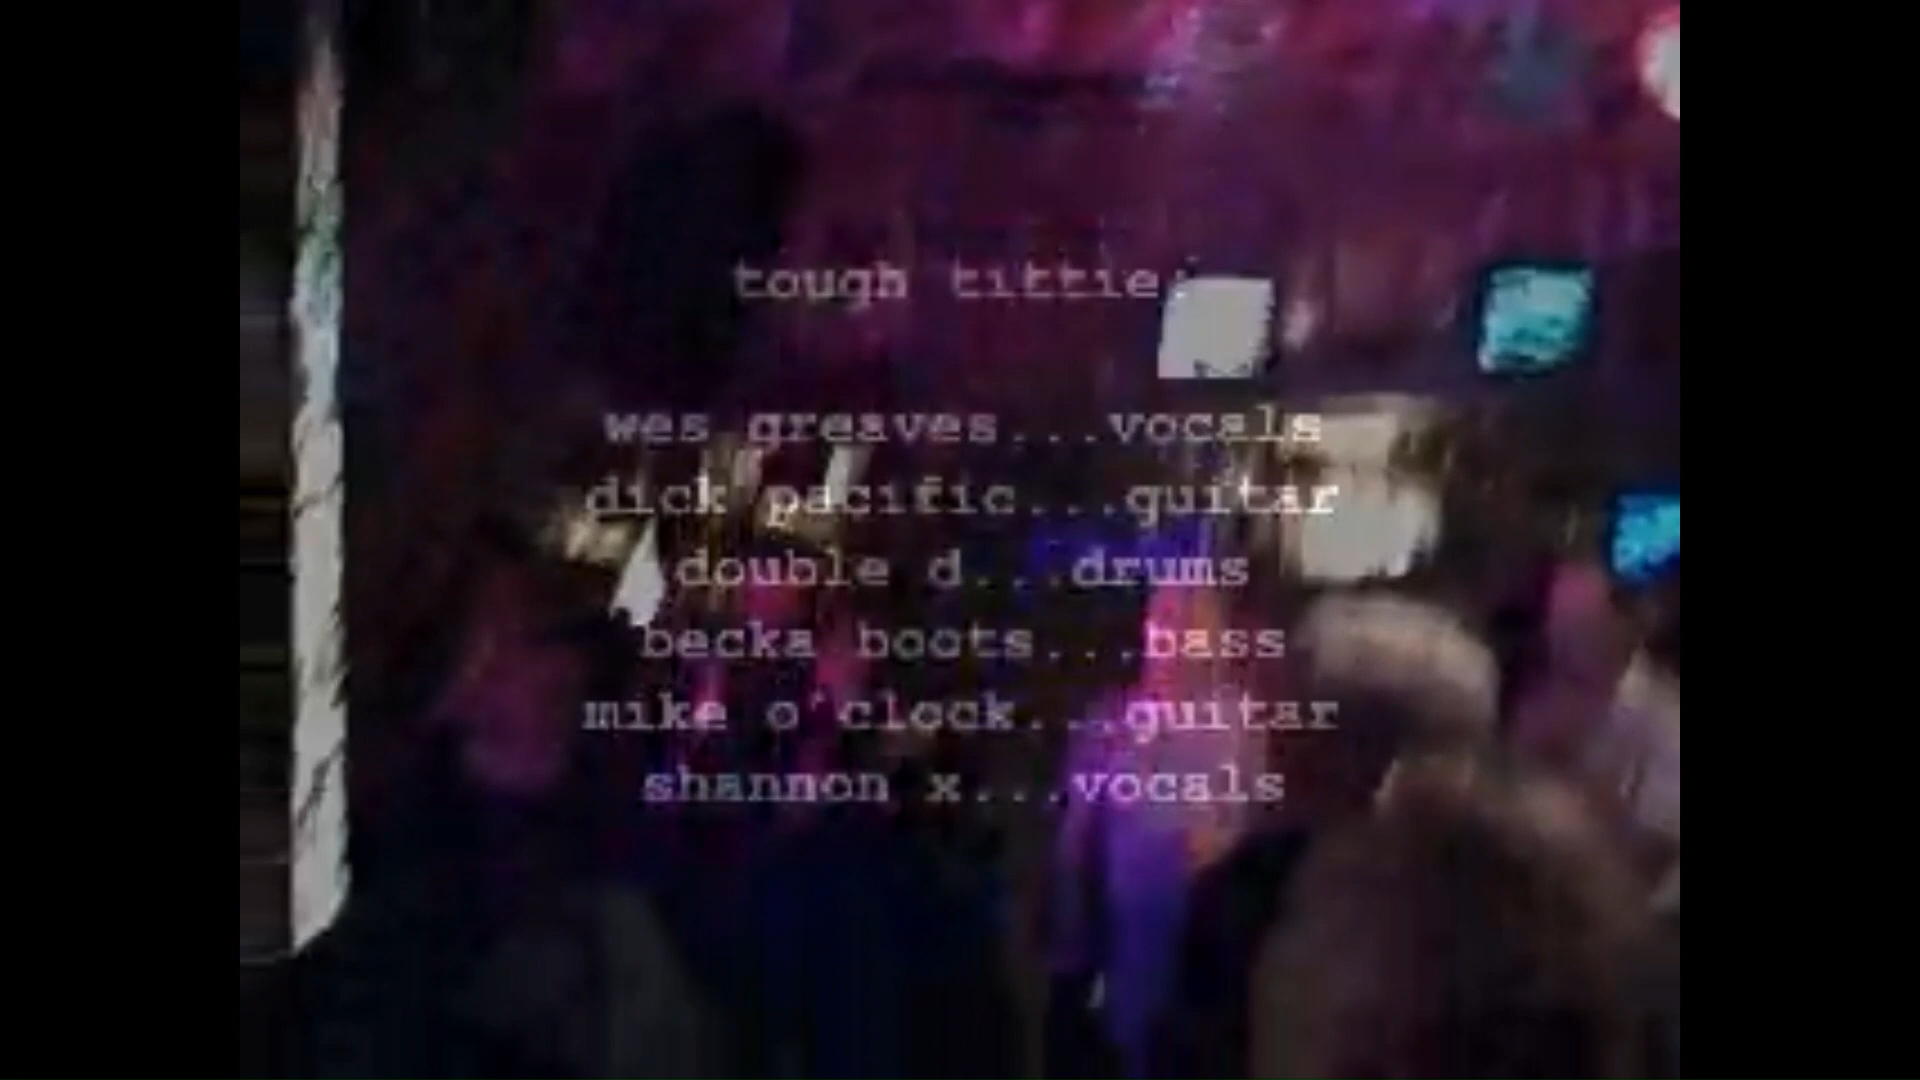 tough tittie:
wes greaves...vocals
dick pacific...guitar
double d...drums
becka boots...bass
mike o'clock...guitar
shannon x...vocals